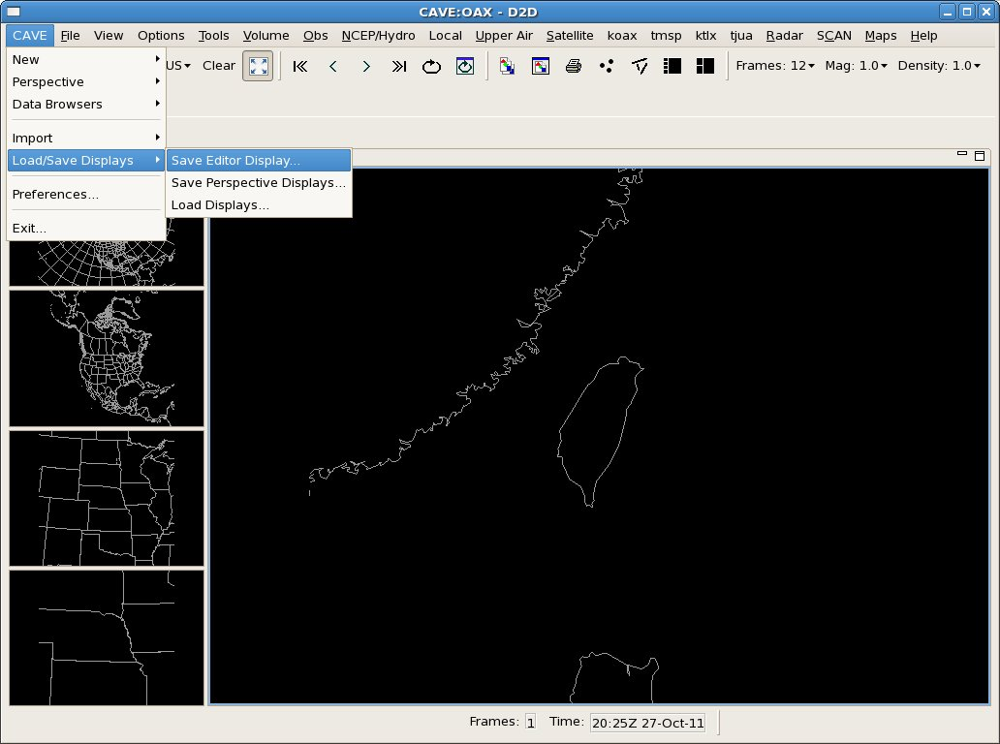 CAVE:OAX - D2D
CAVE File View Options Tools Volume Obs NCEP/Hydro Local Upper Air Satellite koax tmsp ktlx tjua Radar SCAN Maps Help
US Clear Frames: 12 Mag: 1.0 Density: 1.0
New
Perspective
Data Browsers
Import
Load/Save Displays
Preferences...
Exit...
Save Editor Display...
Save Perspective Displays...
Load Displays...
Frames: 1 Time: 20:25Z 27-Oct-11